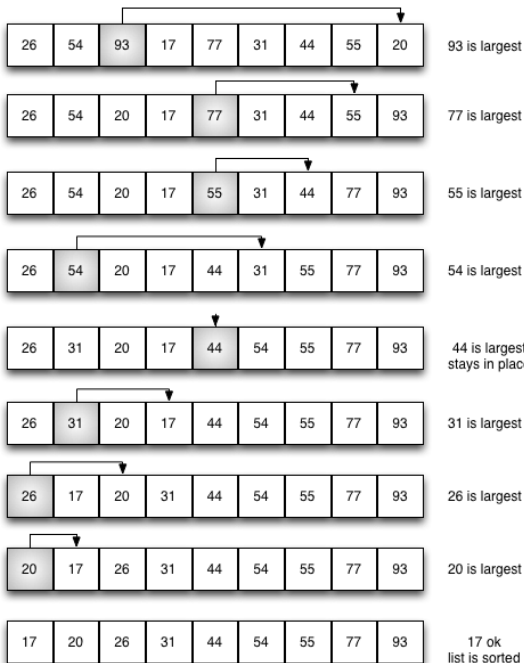 26 54 93 17 77 31 44 55 20 93 is largest
26 54 20 17 77 31 44 55 93 77 is largest
26 54 20 17 55 31 44 77 93 55 is largest
26 54 20 17 44 31 55 77 93 54 is largest
26 31 20 17 44 54 55 77 93 44 is largest
stays in place
26 31 20 17 44 54 55 77 93 31 is largest
26 17 20 31 44 54 55 77 93 26 is largest
20 17 26 31 44 54 55 77 93 20 is largest
17 20 26 31 44 54 55 77 93 17 ok
list is sorted